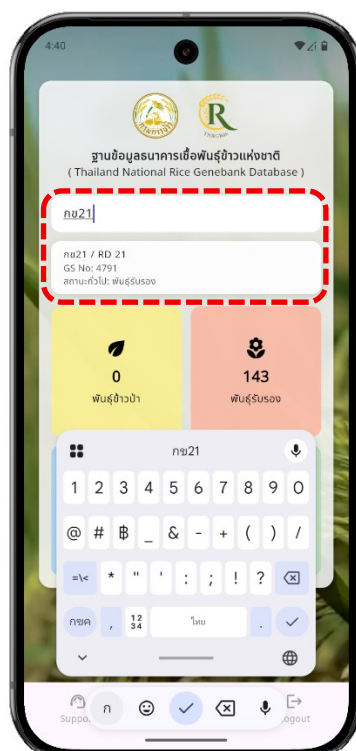 4:40
THRGRI
ฐานข้อมูลธนาคารเชื้อพันธุ์ข้าวแห่งชาติ
( Thailand National Rice Genebank Database )
กข21
กข21 / RD 21
GS No: 4791
สถานะทั่วไป: พันธุ์รับรอง
0
143
พันธุ์ข้าวป่า
พันธุ์รับรอง
กข21
1 2 3 4 5 6 7 8 9 0
@ # ฿ _ & - + ( ) /
=\< * " ' : ; ! ?
กขค , 12 34 ไทย .
Suppo
ก
ogout